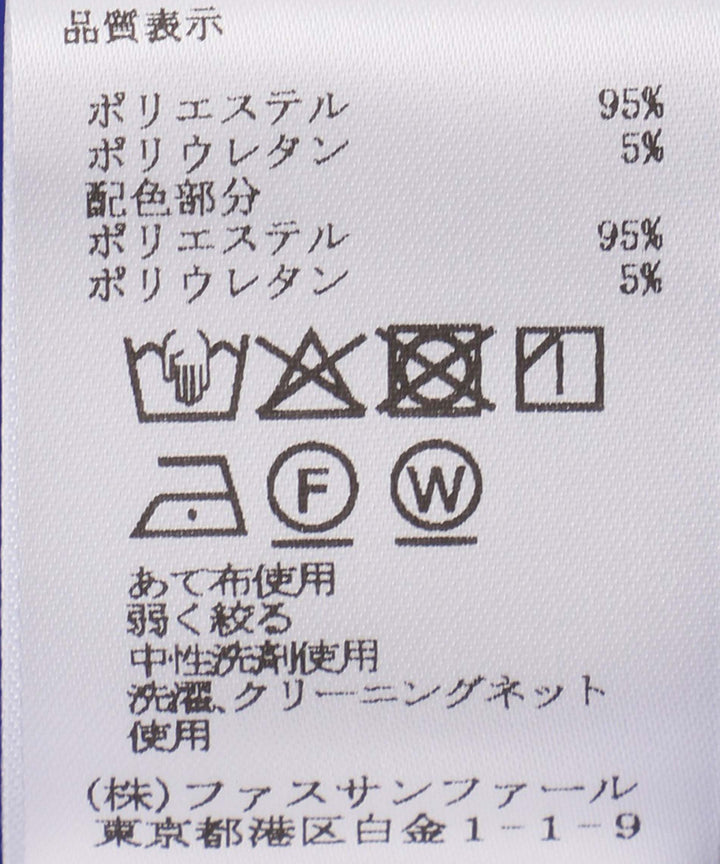 品質表示
ポリエステル 95%
ポリウレタン 5%
配色部分
ポリエステル 95%
ポリウレタン 5%
F W
あて布使用
弱く絞る
中性洗剤使用
洗濯、クリーニングネット
使用
(株)ファスサンファール
東京都港区白金1-1-9